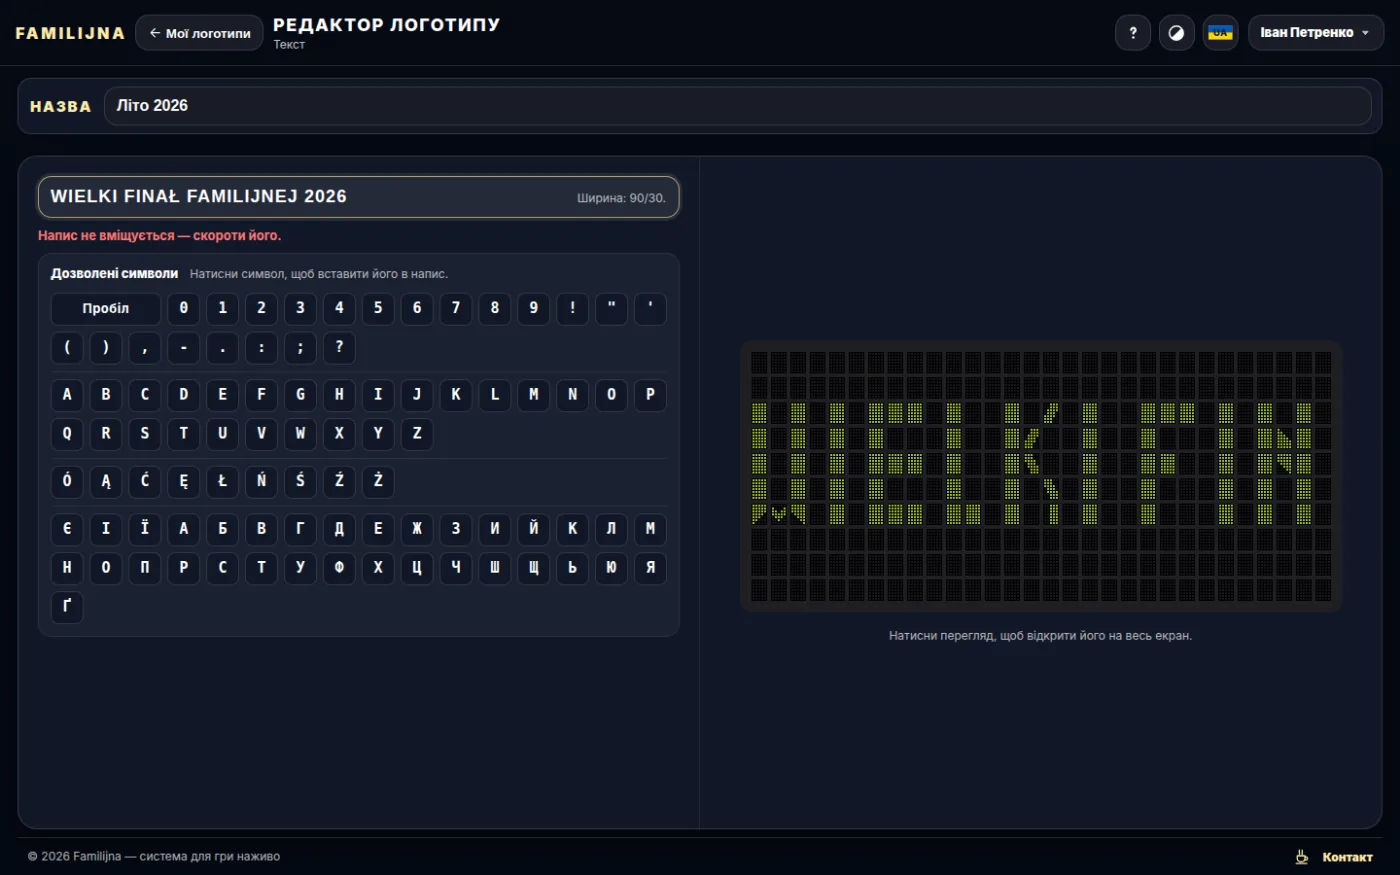 FAMILIJNA
← Мої логотипи
РЕДАКТОР ЛОГОТИПУ
Текст
?
UA
Іван Петренко
НАЗВА
Літо 2026
WIELKI FINAŁ FAMILIJNEJ 2026
Ширина: 90/30.
Напис не вміщується — скороти його.
Дозволені символи
Натисни символ, щоб вставити його в напис.
Пробіл 0 1 2 3 4 5 6 7 8 9 ! " '
( ) , - . : ; ?
A B C D E F G H I J K L M N O P
Q R S T U V W X Y Z
Ó Ą Ć Ę Ł Ń Ś Ź Ż
Є І Ї А Б В Г Д Е Ж З И Й К Л М
Н О П Р С Т У Ф Х Ц Ч Ш Щ Ь Ю Я
Ґ
WIELKI FIN
Натисни перегляд, щоб відкрити його на весь екран.
© 2026 Familijna — система для гри наживо
Контакт